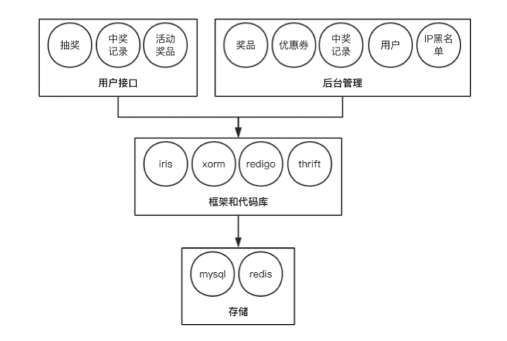 抽奖
中奖
记录
活动
奖品
用户接口
奖品
优惠券
中奖
记录
用户
IP黑名
单
后台管理
iris
xorm
redigo
thrift
框架和代码库
mysql
redis
存储